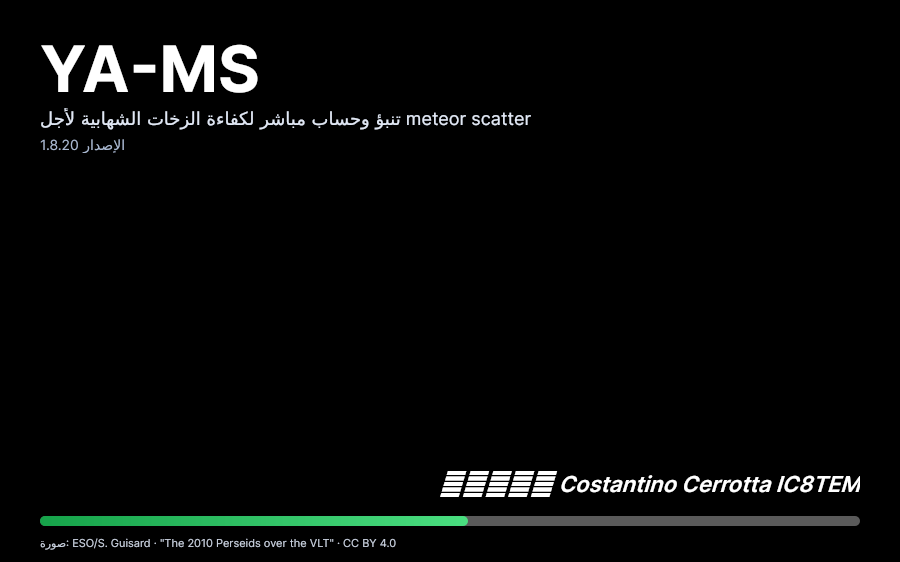 YA-MS
تنبؤ وحساب مباشر لكفاءة الزخات الشهابية لأجل meteor scatter
الإصدار 1.8.20
Costantino Cerrotta IC8TEM
صورة: ESO/S. Guisard · "The 2010 Perseids over the VLT" · CC BY 4.0